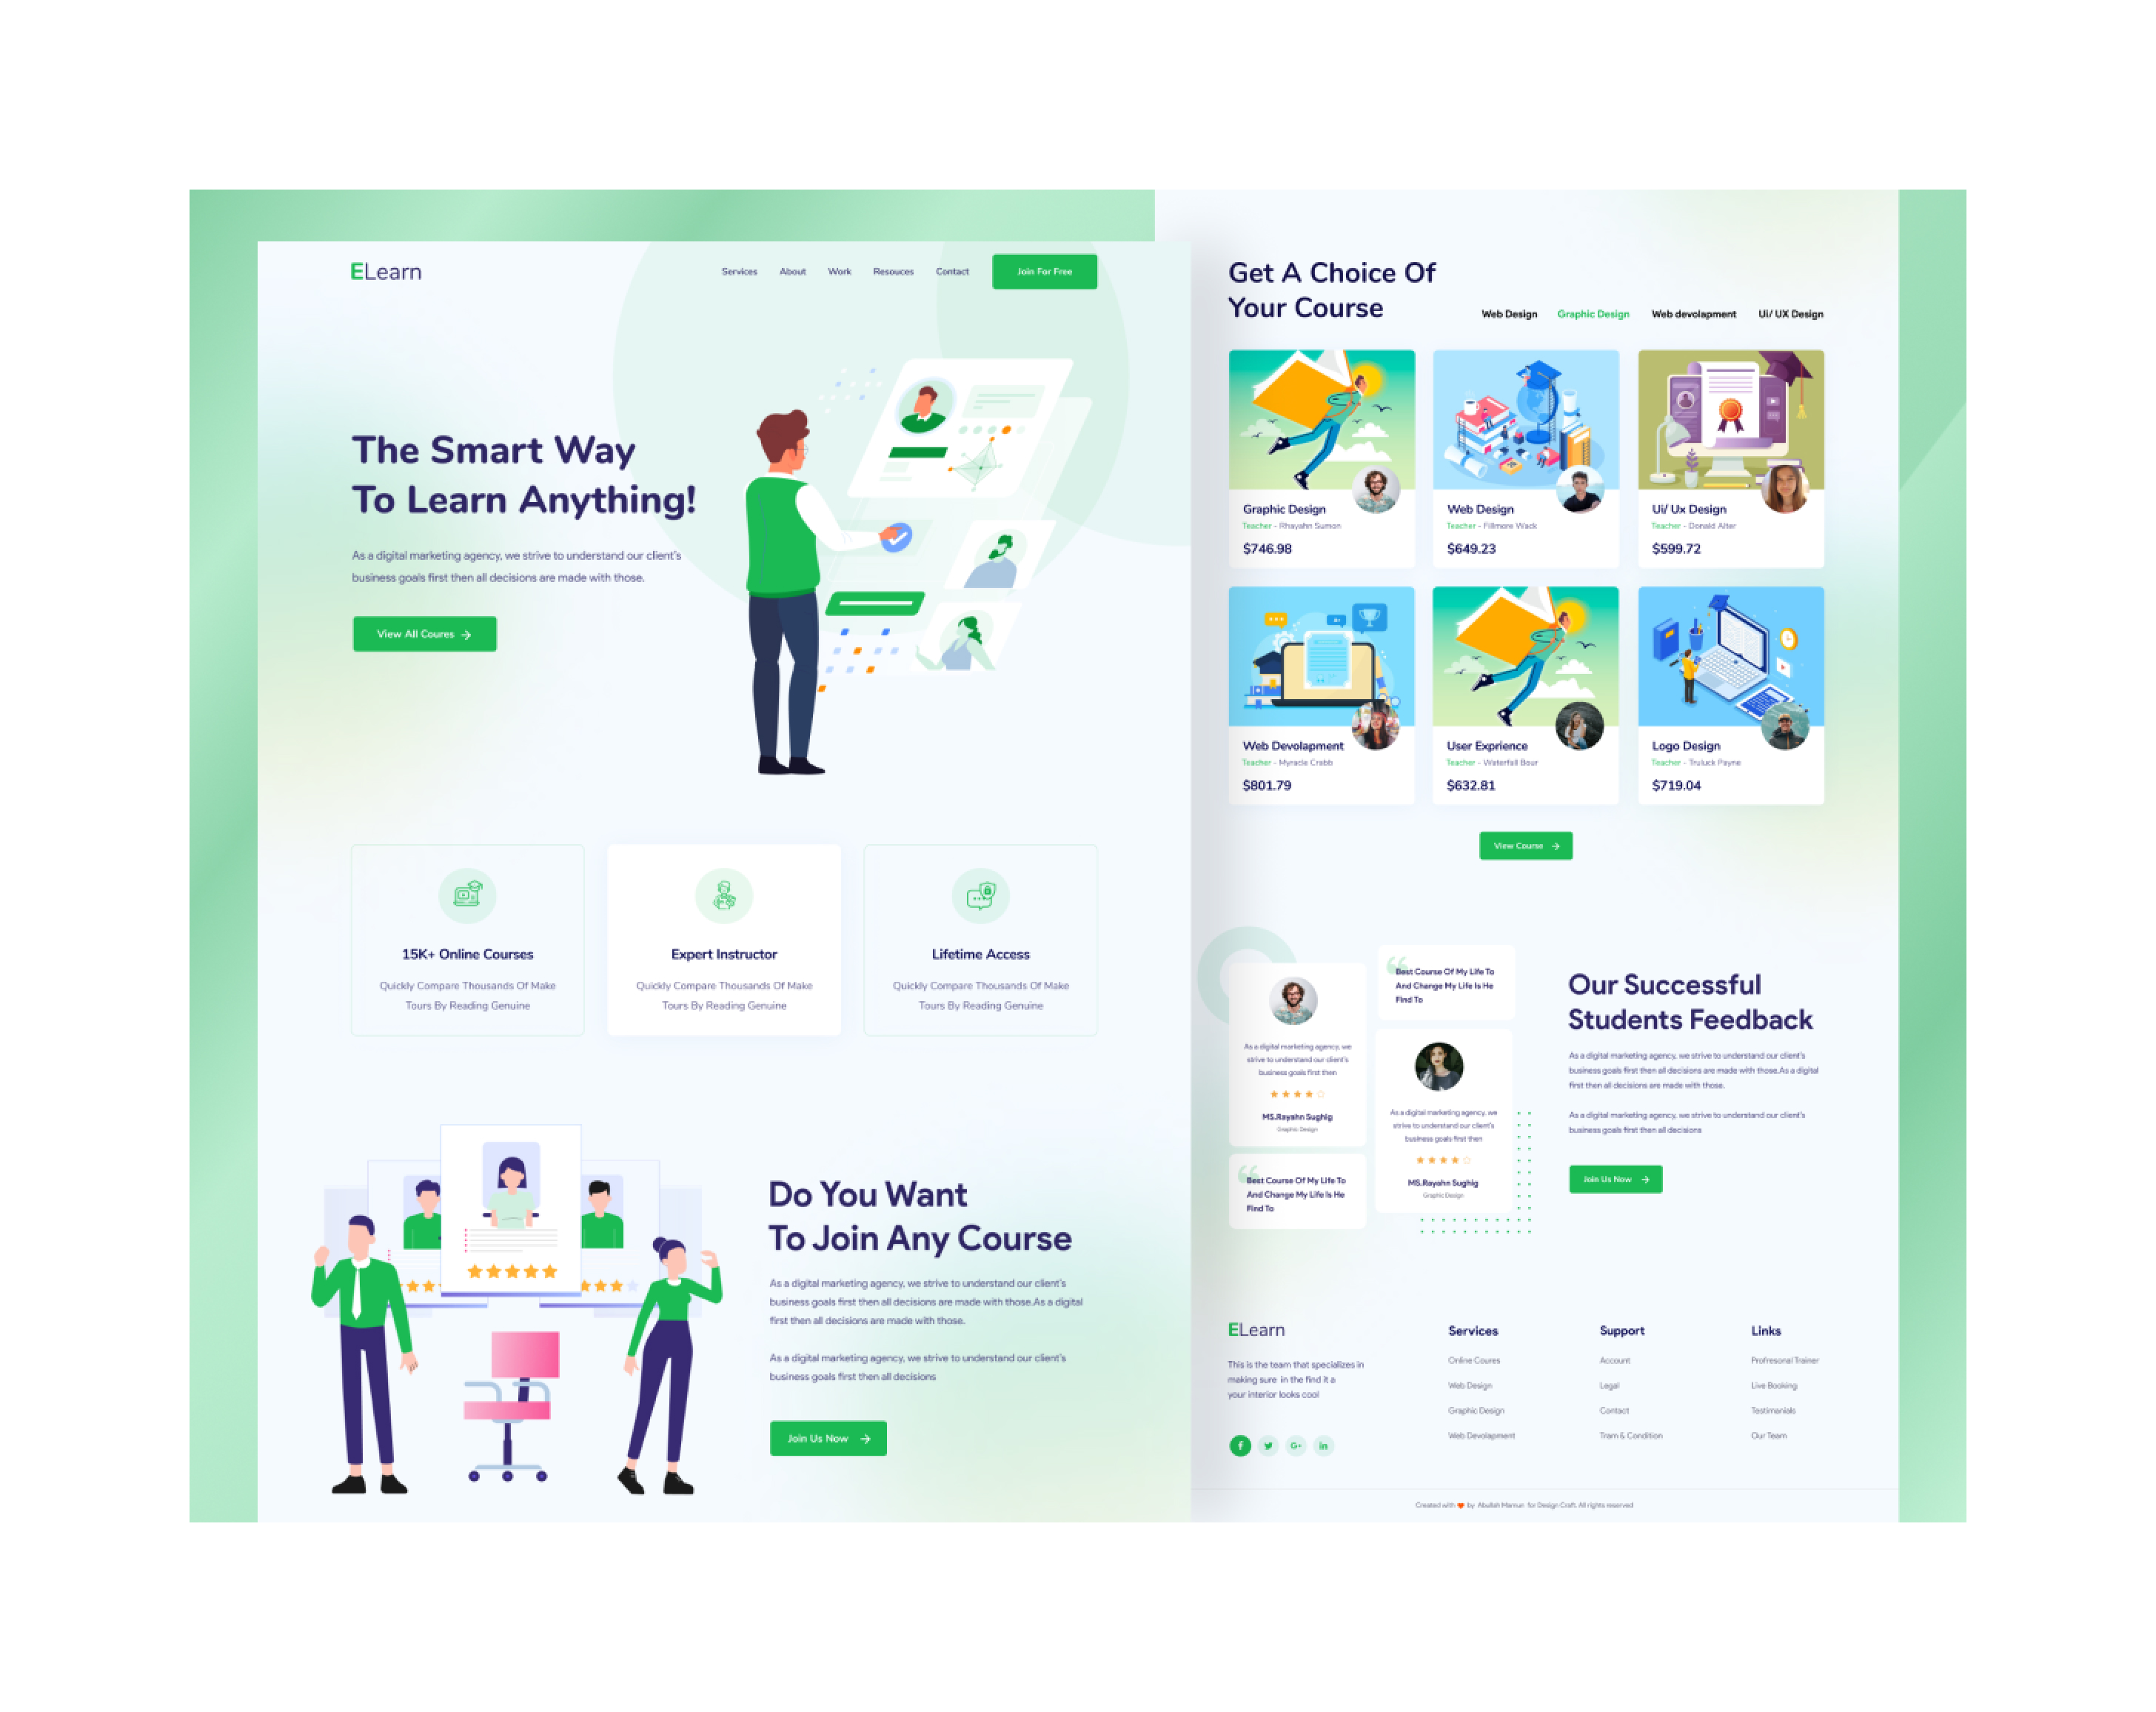 ELearn
Services About Work Resouces Contact Join For Free
The Smart Way
To Learn Anything!
As a digital marketing agency, we strive to understand our client's
business goals first then all decisions are made with those.
View All Coures
15K+ Online Courses
Quickly Compare Thousands Of Make
Tours By Reading Genuine
Expert Instructor
Quickly Compare Thousands Of Make
Tours By Reading Genuine
Lifetime Access
Quickly Compare Thousands Of Make
Tours By Reading Genuine
Do You Want
To Join Any Course
As a digital marketing agency, we strive to understand our client's
business goals first then all decisions are made with those.As a digital
first then all decisions are made with those.
As a digital marketing agency, we strive to understand our client's
business goals first then all decisions
Join Us Now
Get A Choice Of
Your Course
Web Design Graphic Design Web devolapment Ui/ UX Design
Graphic Design
Teacher - Rhayahn Sumon
$746.98
Web Design
Teacher - Fillmore Wack
$649.23
Ui/ Ux Design
Teacher - Donald Alter
$599.72
Web Devolapment
Teacher - Myracle Crabb
$801.79
User Exprience
Teacher - Waterfall Bour
$632.81
Logo Design
Teacher - Truluck Payne
$719.04
View Course
As a digital marketing agency, we
strive to understand our client's
business goals first then
MS.Rayahn Sughig
Graphic Design
Best Course Of My Life To
And Change My Life Is He
Find To
Best Course Of My Life To
And Change My Life Is He
Find To
As a digital marketing agency, we
strive to understand our client's
business goals first then
MS.Rayahn Sughig
Graphic Design
Our Successful
Students Feedback
As a digital marketing agency, we strive to understand our client's
business goals first then all decisions are made with those.As a digital
first then all decisions are made with those.
As a digital marketing agency, we strive to understand our client's
business goals first then all decisions
Join Us Now
ELearn
This is the team that specializes in
making sure in the find it a
your interior looks cool
Services
Online Coures
Web Design
Graphic Design
Web Devolapment
Support
Account
Legal
Contact
Tram & Condition
Links
Profresonal Trainer
Live Booking
Testimonials
Our Team
Created with by Abullah Mamun for Design Craft. All rights reserved